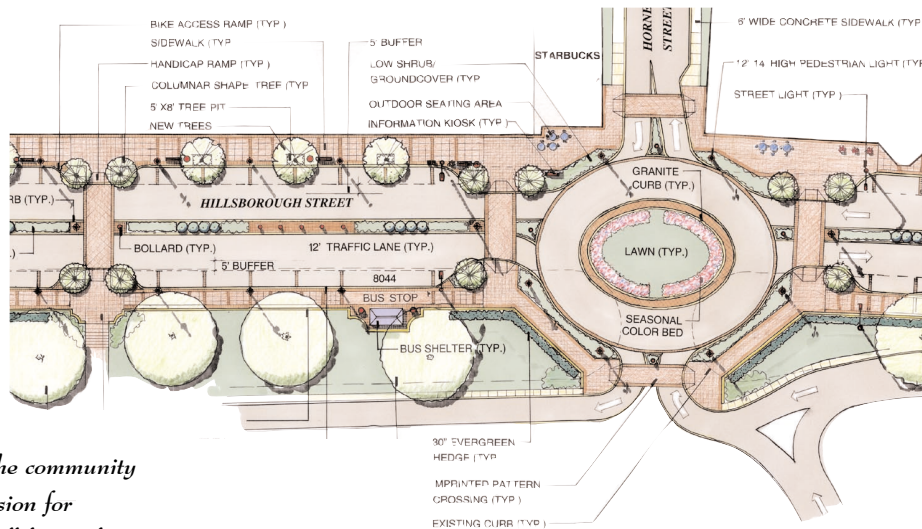 BIKE ACCESS RAMP (TYP.)
SIDEWALK (TYP
HANDICAP RAMP (TYP.)
COLUMNAR SHAPE TREE (TYP
5' X8' TREE PIT
NEW TREES
5' BUFFER
LOW SHRUB/
GROUNDCOVER (TYP
OUTDOOR SEATING AREA
INFORMATION KIOSK (TYP.)
STARBUCKS
HORNE
STREET
6' WIDE CONCRETE SIDEWALK (TYP
12' 14' HIGH PEDESTRIAN LIGHT (TYP
STREET LIGHT (TYP.)
RB (TYP.)
HILLSBOROUGH STREET
GRANITE
CURB (TYP.)
BOLLARD (TYP.)
12' TRAFFIC LANE (TYP.)
LAWN (TYP.)
5' BUFFER
8044
BUS STOP
SEASONAL
COLOR BED
BUS SHELTER (TYP.)
30" EVERGREEN
HEDGE (TYP
MPRINTED PATTERN
CROSSING (TYP.)
EXISTING CURB (TYP.)
he community
sion for